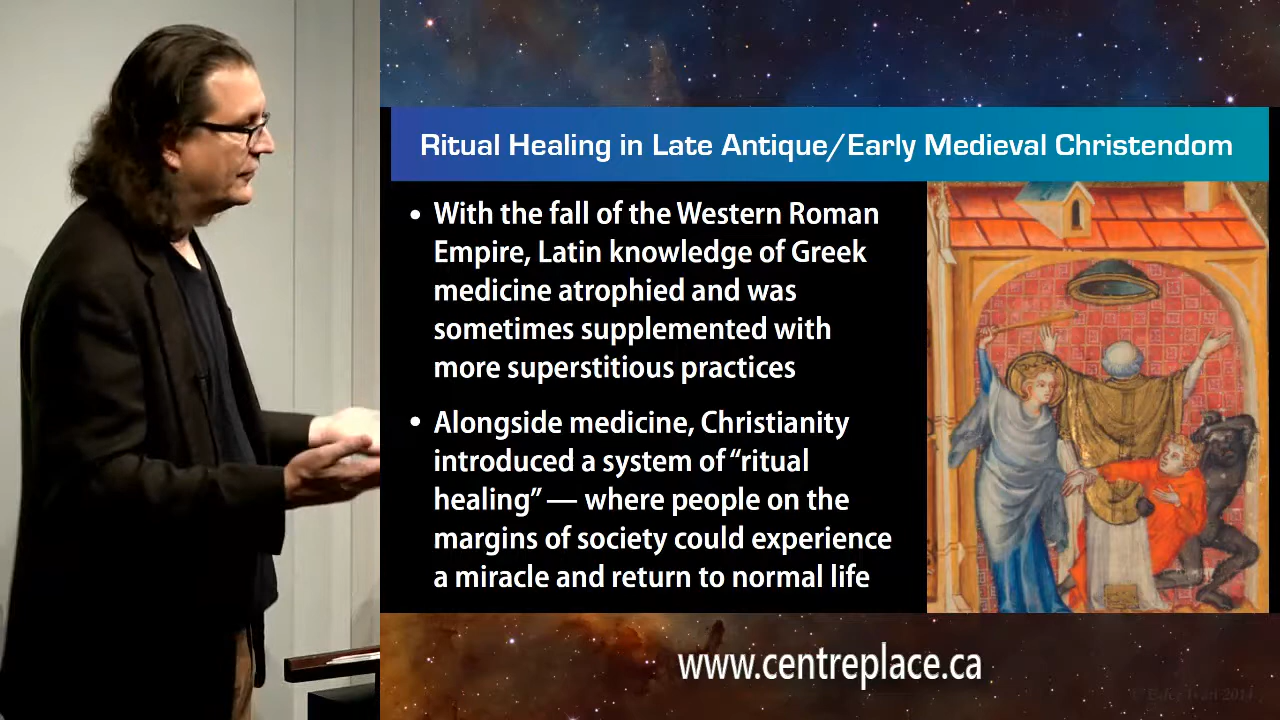 Ritual Healing in Late Antique/Early Medieval Christendom
• With the fall of the Western Roman
Empire, Latin knowledge of Greek
medicine atrophied and was
sometimes supplemented with
more superstitious practices
• Alongside medicine, Christianity
introduced a system of “ritual
healing” — where people on the
margins of society could experience
a miracle and return to normal life
www.centreplace.ca